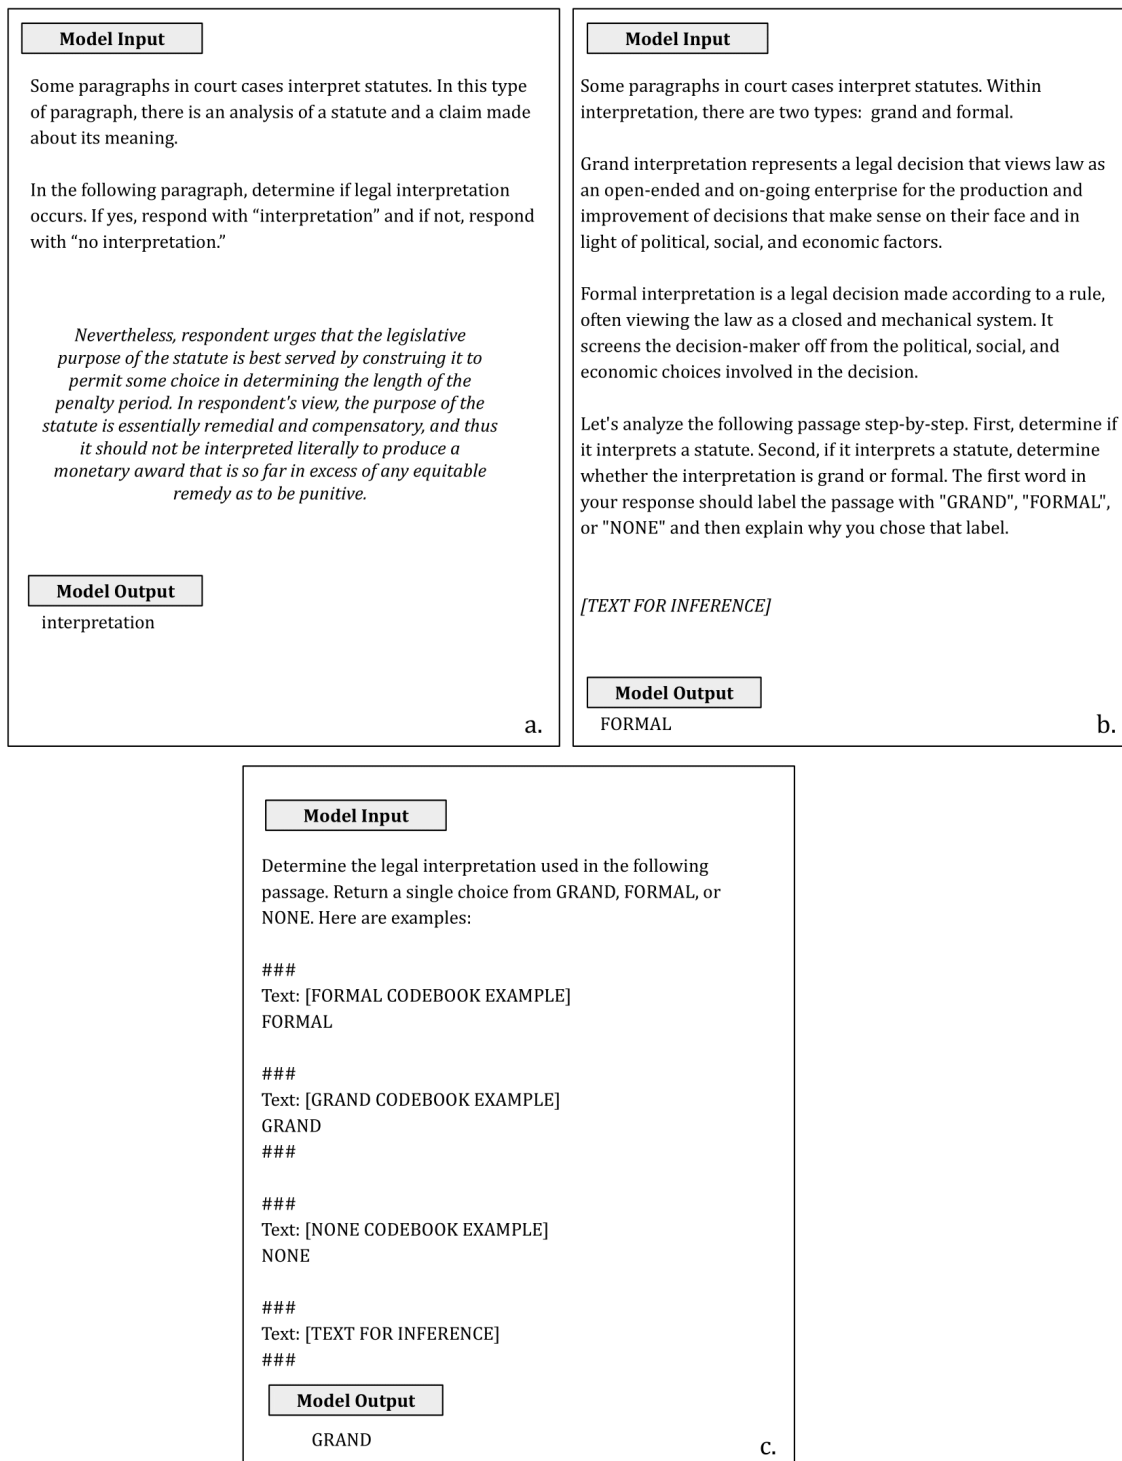 Model Input
Some paragraphs in court cases interpret statutes. In this type
of paragraph, there is an analysis of a statute and a claim made
about its meaning.
In the following paragraph, determine if legal interpretation
occurs. If yes, respond with “interpretation” and if not, respond
with “no interpretation.”
Nevertheless, respondent urges that the legislative
purpose of the statute is best served by construing it to
permit some choice in determining the length of the
penalty period. In respondent's view, the purpose of the
statute is essentially remedial and compensatory, and thus
it should not be interpreted literally to produce a
monetary award that is so far in excess of any equitable
remedy as to be punitive.
Model Output
interpretation
a.
Model Input
Some paragraphs in court cases interpret statutes. Within
interpretation, there are two types:  grand and formal.
Grand interpretation represents a legal decision that views law as
an open-ended and on-going enterprise for the production and
improvement of decisions that make sense on their face and in
light of political, social, and economic factors.
Formal interpretation is a legal decision made according to a rule,
often viewing the law as a closed and mechanical system. It
screens the decision-maker off from the political, social, and
economic choices involved in the decision.
Let's analyze the following passage step-by-step. First, determine if
it interprets a statute. Second, if it interprets a statute, determine
whether the interpretation is grand or formal. The first word in
your response should label the passage with "GRAND", "FORMAL",
or "NONE" and then explain why you chose that label.
[TEXT FOR INFERENCE]
Model Output
FORMAL
b.
Model Input
Determine the legal interpretation used in the following
passage. Return a single choice from GRAND, FORMAL, or
NONE. Here are examples:
###
Text: [FORMAL CODEBOOK EXAMPLE]
FORMAL
###
Text: [GRAND CODEBOOK EXAMPLE]
GRAND
###
###
Text: [NONE CODEBOOK EXAMPLE]
NONE
###
Text: [TEXT FOR INFERENCE]
###
Model Output
GRAND
c.